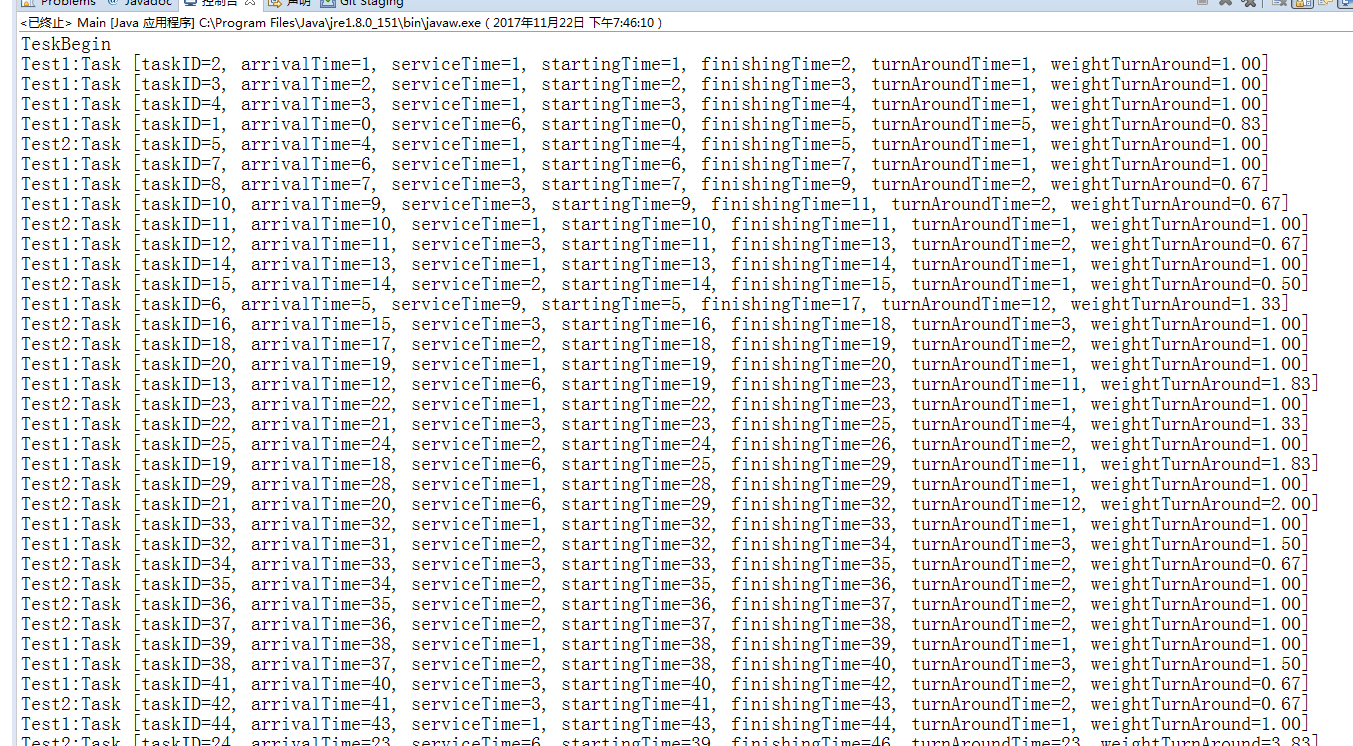 Problems @ Javadoc 控制台 声明 Git Staging
<已终止> Main [Java 应用程序] C:\Program Files\Java\jre1.8.0_151\bin\javaw.exe ( 2017年11月22日 下午7:46:10 )
TeskBegin
Test1:Task [taskID=2, arrivalTime=1, serviceTime=1, startingTime=1, finishingTime=2, turnAroundTime=1, weightTurnAround=1.00]
Test1:Task [taskID=3, arrivalTime=2, serviceTime=1, startingTime=2, finishingTime=3, turnAroundTime=1, weightTurnAround=1.00]
Test1:Task [taskID=4, arrivalTime=3, serviceTime=1, startingTime=3, finishingTime=4, turnAroundTime=1, weightTurnAround=1.00]
Test1:Task [taskID=1, arrivalTime=0, serviceTime=6, startingTime=0, finishingTime=5, turnAroundTime=5, weightTurnAround=0.83]
Test2:Task [taskID=5, arrivalTime=4, serviceTime=1, startingTime=4, finishingTime=5, turnAroundTime=1, weightTurnAround=1.00]
Test1:Task [taskID=7, arrivalTime=6, serviceTime=1, startingTime=6, finishingTime=7, turnAroundTime=1, weightTurnAround=1.00]
Test1:Task [taskID=8, arrivalTime=7, serviceTime=3, startingTime=7, finishingTime=9, turnAroundTime=2, weightTurnAround=0.67]
Test1:Task [taskID=10, arrivalTime=9, serviceTime=3, startingTime=9, finishingTime=11, turnAroundTime=2, weightTurnAround=0.67]
Test2:Task [taskID=11, arrivalTime=10, serviceTime=1, startingTime=10, finishingTime=11, turnAroundTime=1, weightTurnAround=1.00]
Test1:Task [taskID=12, arrivalTime=11, serviceTime=3, startingTime=11, finishingTime=13, turnAroundTime=2, weightTurnAround=0.67]
Test1:Task [taskID=14, arrivalTime=13, serviceTime=1, startingTime=13, finishingTime=14, turnAroundTime=1, weightTurnAround=1.00]
Test2:Task [taskID=15, arrivalTime=14, serviceTime=2, startingTime=14, finishingTime=15, turnAroundTime=1, weightTurnAround=0.50]
Test1:Task [taskID=6, arrivalTime=5, serviceTime=9, startingTime=5, finishingTime=17, turnAroundTime=12, weightTurnAround=1.33]
Test2:Task [taskID=16, arrivalTime=15, serviceTime=3, startingTime=16, finishingTime=18, turnAroundTime=3, weightTurnAround=1.00]
Test2:Task [taskID=18, arrivalTime=17, serviceTime=2, startingTime=18, finishingTime=19, turnAroundTime=2, weightTurnAround=1.00]
Test1:Task [taskID=20, arrivalTime=19, serviceTime=1, startingTime=19, finishingTime=20, turnAroundTime=1, weightTurnAround=1.00]
Test1:Task [taskID=13, arrivalTime=12, serviceTime=6, startingTime=19, finishingTime=23, turnAroundTime=11, weightTurnAround=1.83]
Test2:Task [taskID=23, arrivalTime=22, serviceTime=1, startingTime=22, finishingTime=23, turnAroundTime=1, weightTurnAround=1.00]
Test1:Task [taskID=22, arrivalTime=21, serviceTime=3, startingTime=23, finishingTime=25, turnAroundTime=4, weightTurnAround=1.33]
Test2:Task [taskID=25, arrivalTime=24, serviceTime=2, startingTime=24, finishingTime=26, turnAroundTime=2, weightTurnAround=1.00]
Test1:Task [taskID=19, arrivalTime=18, serviceTime=6, startingTime=25, finishingTime=29, turnAroundTime=11, weightTurnAround=1.83]
Test2:Task [taskID=29, arrivalTime=28, serviceTime=1, startingTime=28, finishingTime=29, turnAroundTime=1, weightTurnAround=1.00]
Test2:Task [taskID=21, arrivalTime=20, serviceTime=6, startingTime=29, finishingTime=32, turnAroundTime=12, weightTurnAround=2.00]
Test1:Task [taskID=33, arrivalTime=32, serviceTime=1, startingTime=32, finishingTime=33, turnAroundTime=1, weightTurnAround=1.00]
Test1:Task [taskID=32, arrivalTime=31, serviceTime=2, startingTime=32, finishingTime=34, turnAroundTime=3, weightTurnAround=1.50]
Test2:Task [taskID=34, arrivalTime=33, serviceTime=3, startingTime=33, finishingTime=35, turnAroundTime=2, weightTurnAround=0.67]
Test2:Task [taskID=35, arrivalTime=34, serviceTime=2, startingTime=35, finishingTime=36, turnAroundTime=2, weightTurnAround=1.00]
Test2:Task [taskID=36, arrivalTime=35, serviceTime=2, startingTime=36, finishingTime=37, turnAroundTime=2, weightTurnAround=1.00]
Test2:Task [taskID=37, arrivalTime=36, serviceTime=2, startingTime=37, finishingTime=38, turnAroundTime=2, weightTurnAround=1.00]
Test1:Task [taskID=39, arrivalTime=38, serviceTime=1, startingTime=38, finishingTime=39, turnAroundTime=1, weightTurnAround=1.00]
Test2:Task [taskID=38, arrivalTime=37, serviceTime=2, startingTime=38, finishingTime=40, turnAroundTime=3, weightTurnAround=1.50]
Test1:Task [taskID=41, arrivalTime=40, serviceTime=3, startingTime=40, finishingTime=42, turnAroundTime=2, weightTurnAround=0.67]
Test2:Task [taskID=42, arrivalTime=41, serviceTime=3, startingTime=41, finishingTime=43, turnAroundTime=2, weightTurnAround=0.67]
Test1:Task [taskID=44, arrivalTime=43, serviceTime=1, startingTime=43, finishingTime=44, turnAroundTime=1, weightTurnAround=1.00]
Test2:Task [taskID=24, arrivalTime=23, serviceTime=6, startingTime=39, finishingTime=46, turnAroundTime=23, weightTurnAround=3.83]